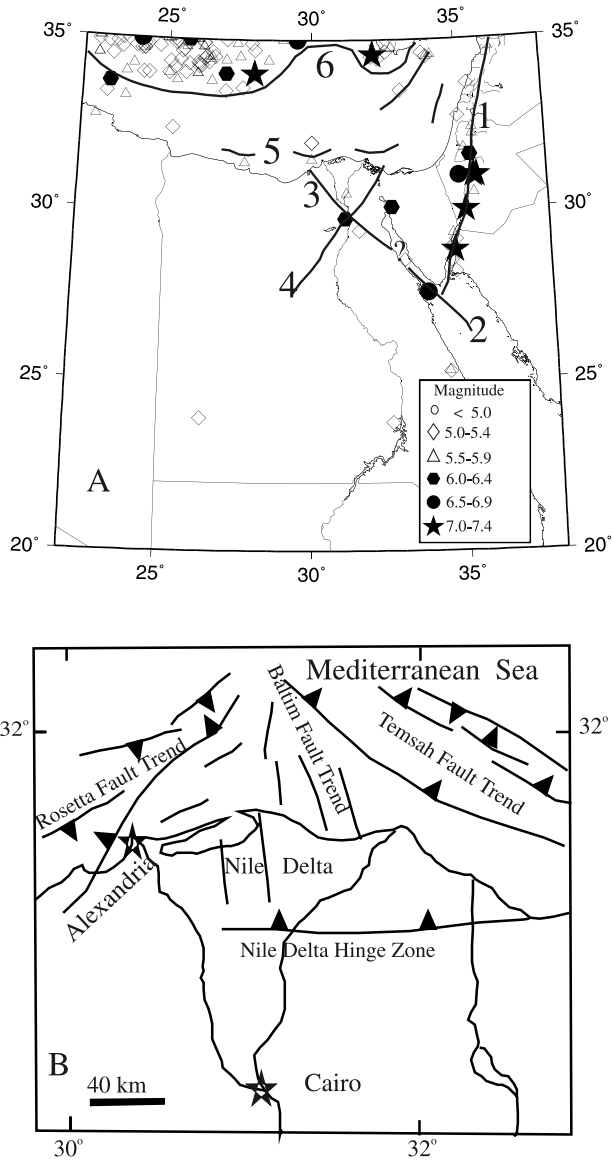 25° 30° 35°
35° 35°
6
1
5
3
30° 30°
?
4
2
25° 25°
Magnitude
< 5.0
5.0-5.4
5.5-5.9
6.0-6.4
6.5-6.9
7.0-7.4
A
20° 20°
25° 30° 35°
Mediterranean Sea
32° 32°
Baltim Fault Trend
Temsah Fault Trend
Rosetta Fault Trend
Alexandria
Nile Delta
Nile Delta Hinge Zone
B
40 km
Cairo
30° 32°